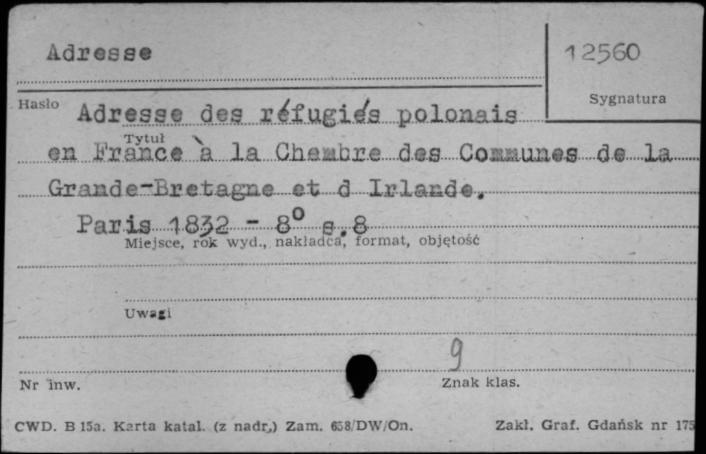 Adresse
12560
Hasło
Sygnatura
Adresse des réfugiés polonais
Tytuł
en France à la Chembre des Communes de la
Grande-Bretagne et d Irlande.
Paris 1832 - 8° s.8
Miejsce, rok wyd., nakładca, format, objętość
Uwagi
9
Nr inw.
Znak klas.
CWD. B 15a. Karta katal. (z nadr.) Zam. 658/DW/On.
Zakł. Graf. Gdańsk nr 175